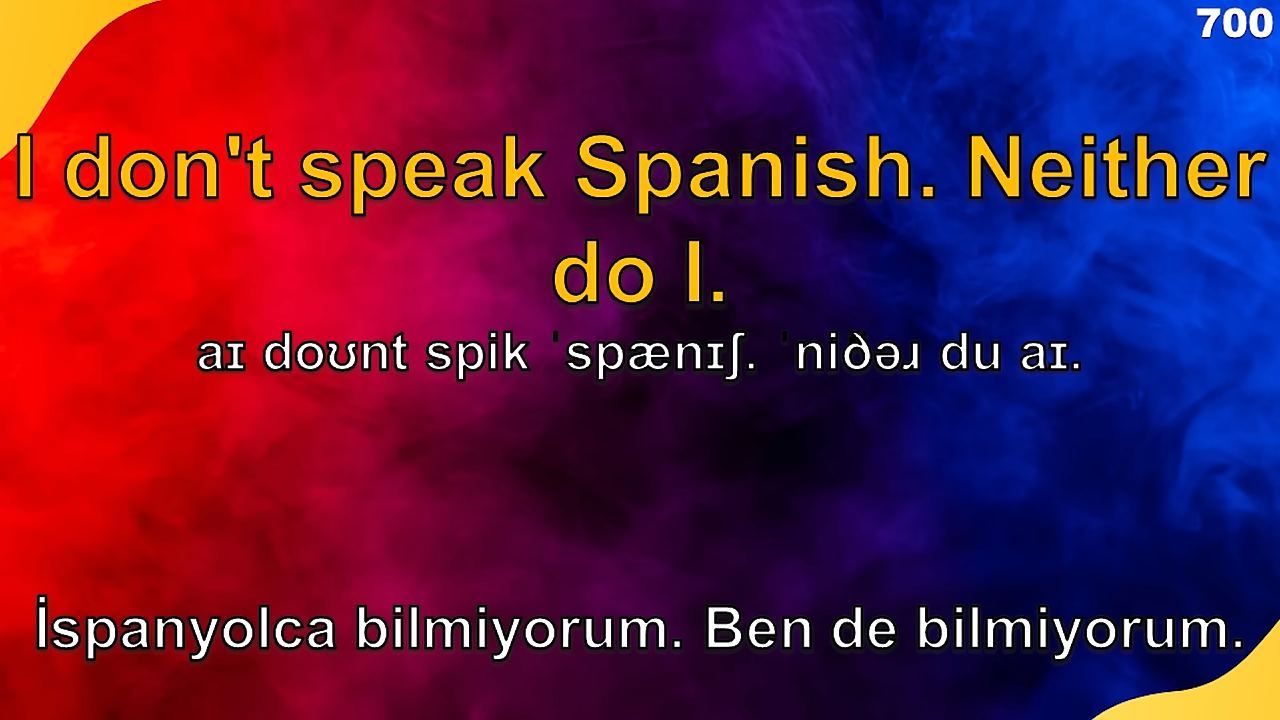 700
I don't speak Spanish. Neither
do I.
aɪ doʊnt spik ˈspænɪʃ. ˈniðəɹ du aɪ.
İspanyolca bilmiyorum. Ben de bilmiyorum.